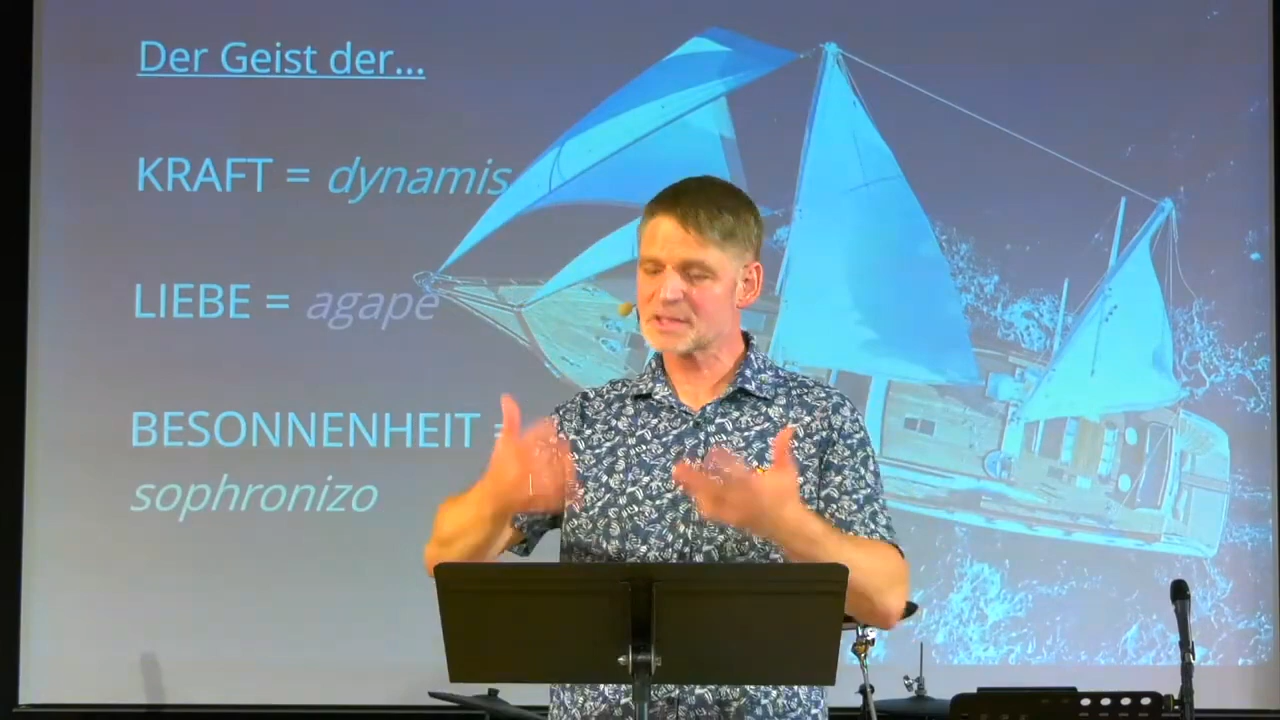 Der Geist der...
KRAFT = dynamis
LIEBE = agape
BESONNENHEIT =
sophronizo